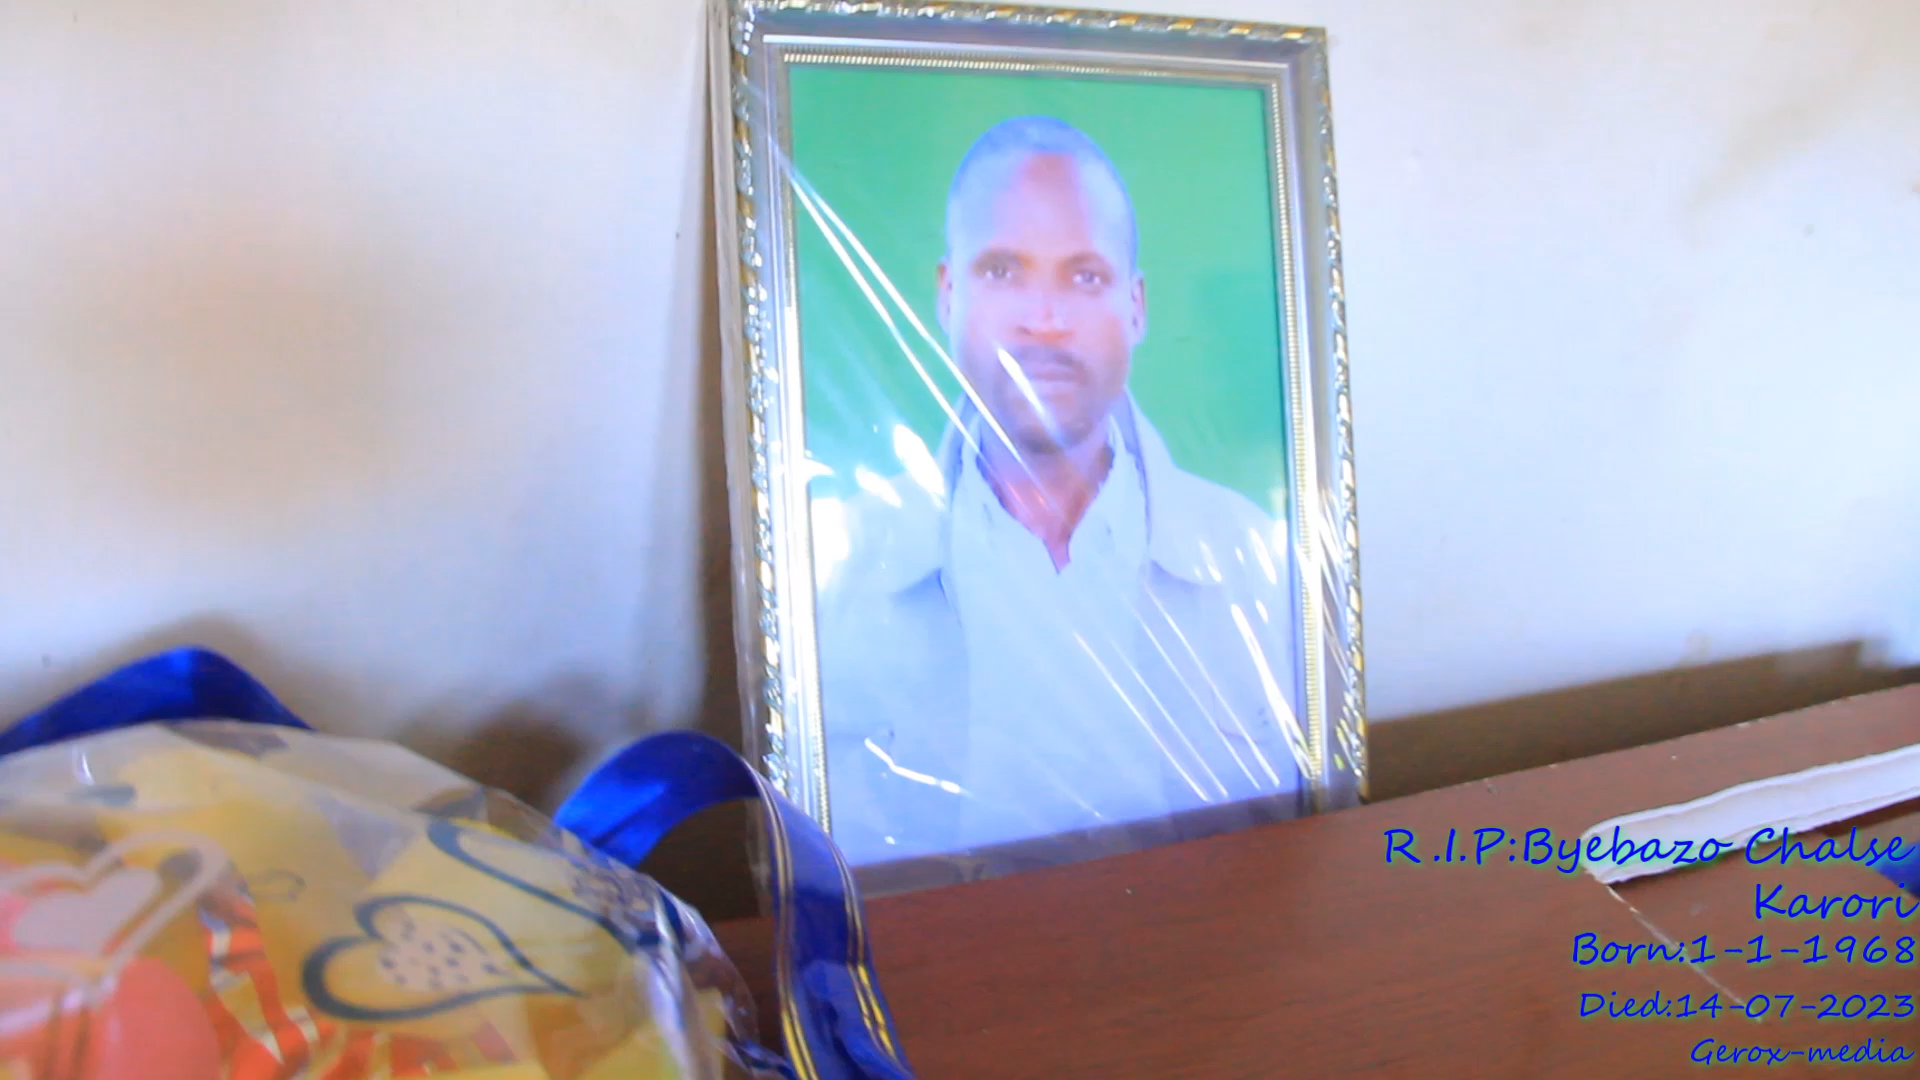 R.I.P:Byebazo Chalse
Karori
Born:1-1-1968
Died:14-07-2023
Gerox-media